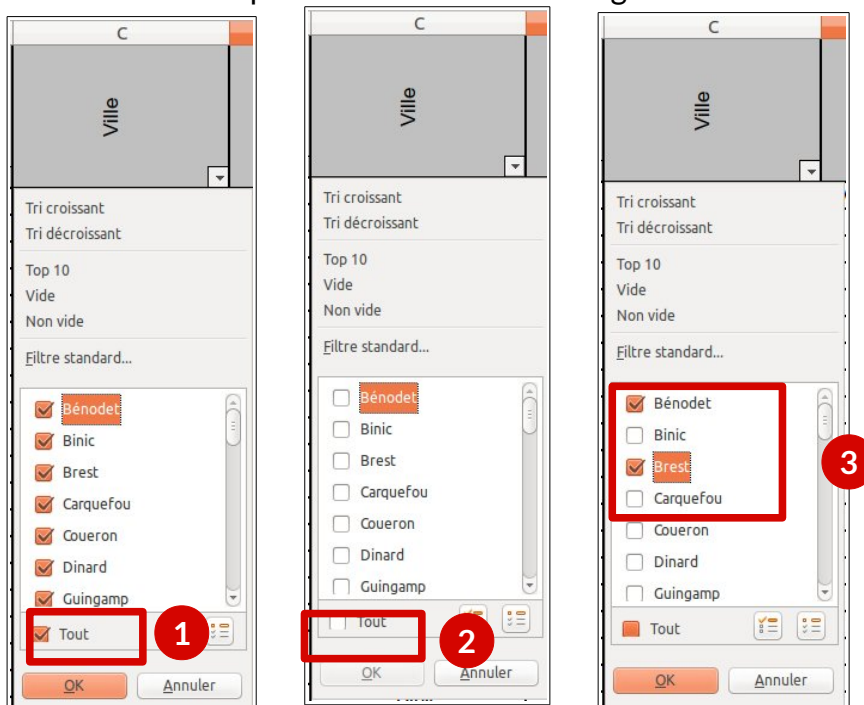 C
Ville
Tri croissant
Tri décroissant
Top 10
Vide
Non vide
Filtre standard...
Bénodet
Binic
Brest
Carquefou
Coueron
Dinard
Guingamp
Tout
1
OK
Annuler
C
Ville
Tri croissant
Tri décroissant
Top 10
Vide
Non vide
Filtre standard...
Bénodet
Binic
Brest
Carquefou
Coueron
Dinard
Guingamp
Tout
2
OK
Annuler
C
Ville
Tri croissant
Tri décroissant
Top 10
Vide
Non vide
Filtre standard...
Bénodet
Binic
Brest
Carquefou
3
Coueron
Dinard
Guingamp
Tout
OK
Annuler